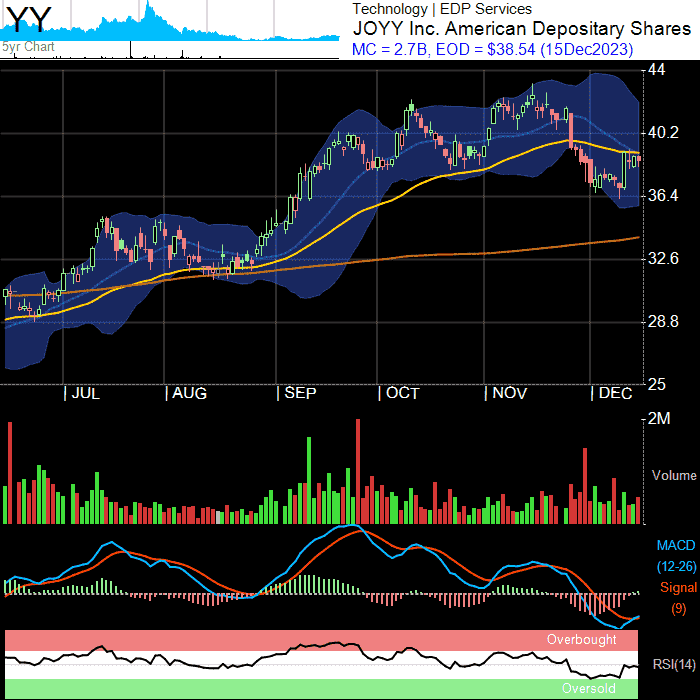 YY
5yr Chart
Technology | EDP Services
JOYY Inc. American Depositary Shares
MC = 2.7B, EOD = $38.54 (15Dec2023)
44
40.2
36.4
32.6
28.8
25
| JUL | AUG | SEP | OCT | NOV | DEC
2M
Volume
MACD
(12-26)
Signal
(9)
Overbought
RSI(14)
Oversold